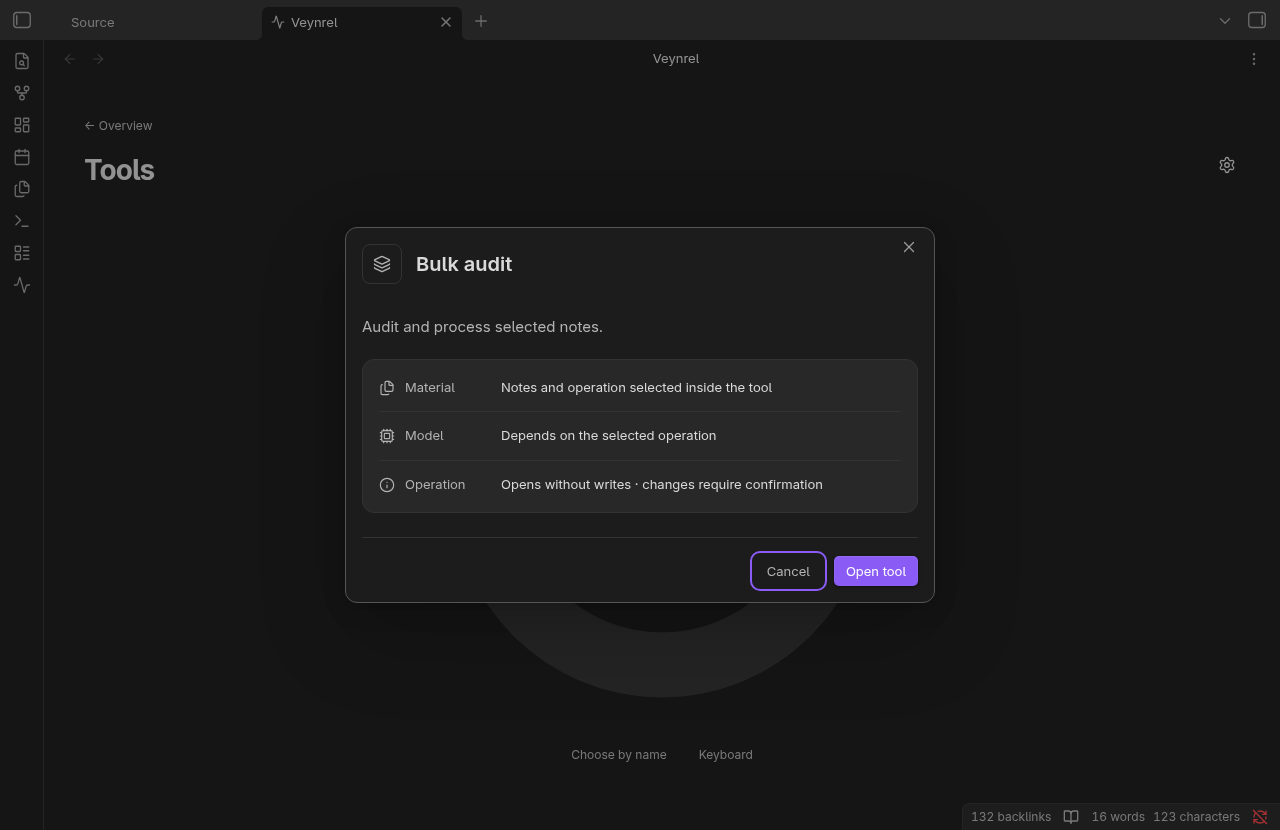 Source
Veynrel
Veynrel
← Overview
Tools
Bulk audit
Audit and process selected notes.
Material Notes and operation selected inside the tool
Model Depends on the selected operation
Operation Opens without writes · changes require confirmation
Cancel Open tool
Choose by name Keyboard
132 backlinks 16 words 123 characters